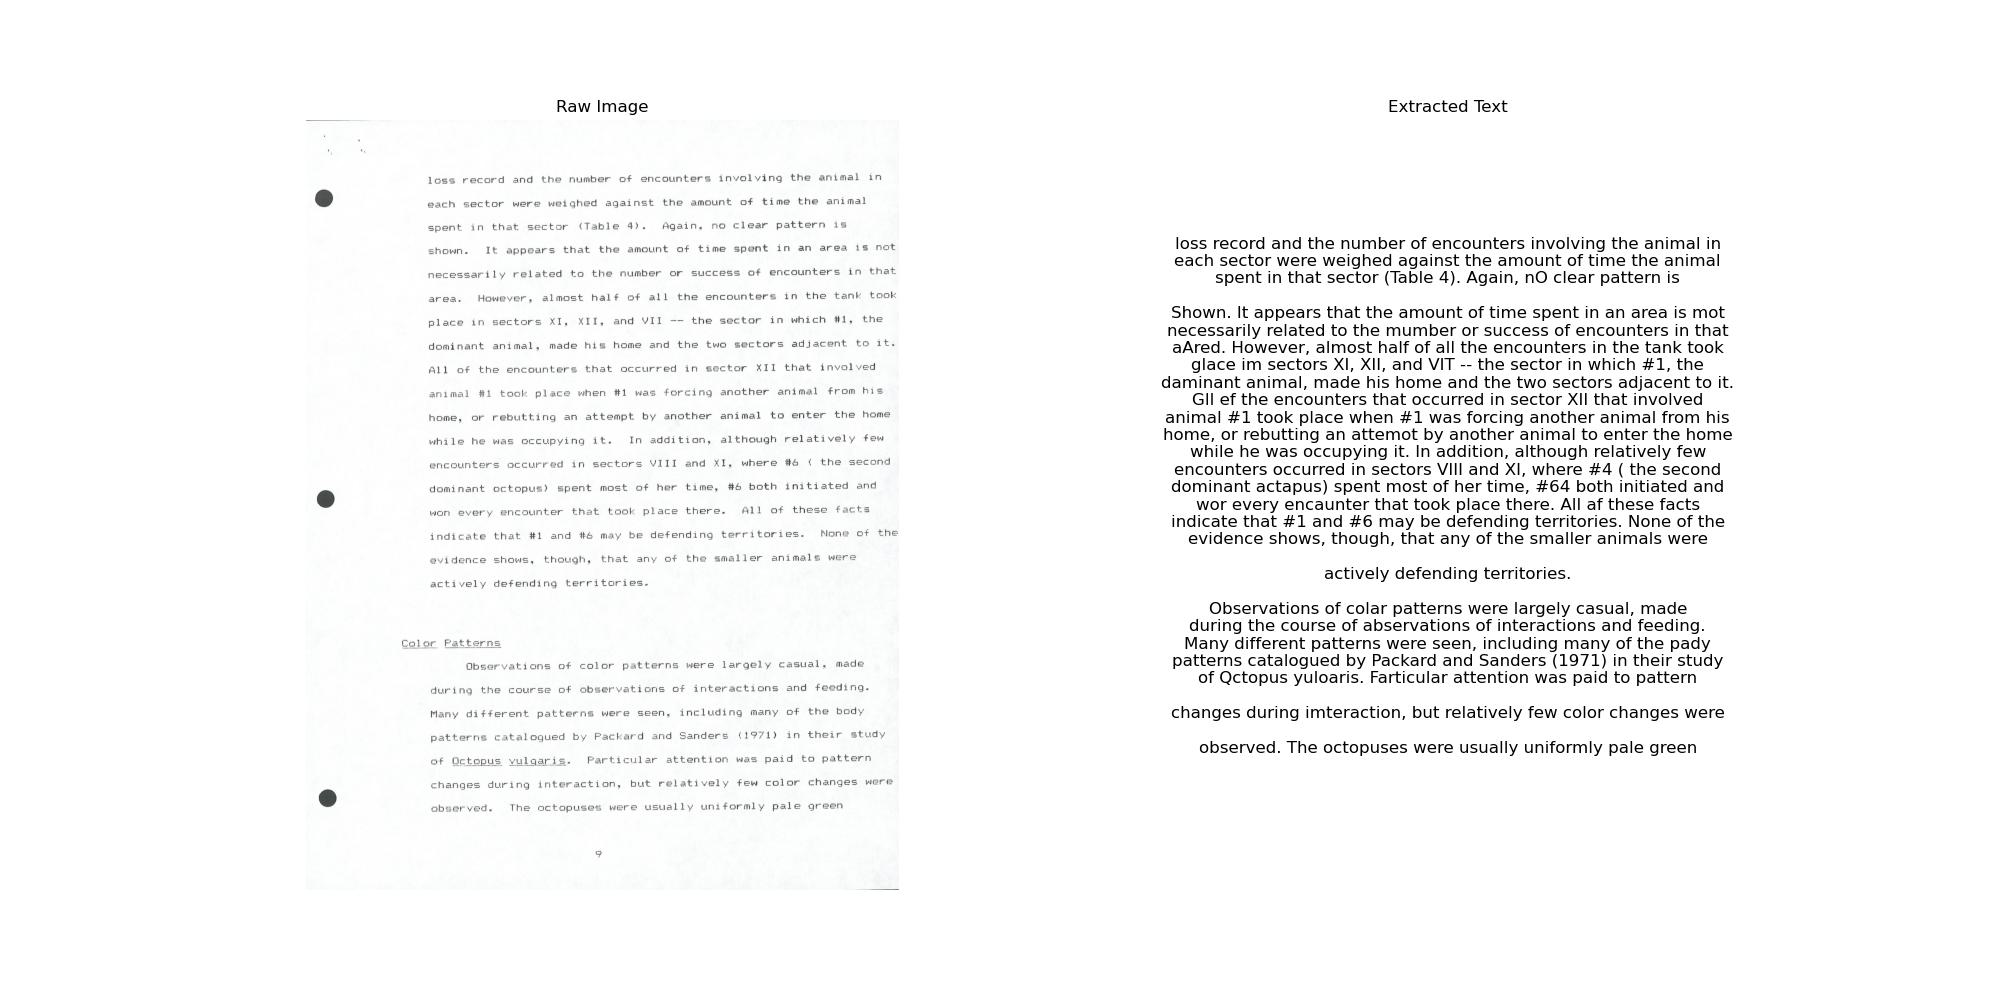 Raw Image
loss record and the number of encounters involving the animal in
each sector were weighed against the amount of time the animal
spent in that sector (Table 4).  Again, no clear pattern is
shown.  It appears that the amount of time spent in an area is not
necessarily related to the number or success of encounters in that
area.  However, almost half of all the encounters in the tank took
place in sectors XI, XII, and VII -- the sector in which #1, the
dominant animal, made his home and the two sectors adjacent to it.
All of the encounters that occurred in sector XII that involved
animal #1 took place when #1 was forcing another animal from his
home, or rebutting an attempt by another animal to enter the home
while he was occupying it.  In addition, although relatively few
encounters occurred in sectors VIII and XI, where #6 ( the second
dominant octopus) spent most of her time, #6 both initiated and
won every encounter that took place there.  All of these facts
indicate that #1 and #6 may be defending territories.  None of the
evidence shows, though, that any of the smaller animals were
actively defending territories.
Color Patterns
Observations of color patterns were largely casual, made
during the course of observations of interactions and feeding.
Many different patterns were seen, including many of the body
patterns catalogued by Packard and Sanders (1971) in their study
of Octopus vulgaris.  Particular attention was paid to pattern
changes during interaction, but relatively few color changes were
observed.  The octopuses were usually uniformly pale green
9
Extracted Text
loss record and the number of encounters involving the animal in
each sector were weighed against the amount of time the animal
spent in that sector (Table 4). Again, nO clear pattern is
Shown. It appears that the amount of time spent in an area is mot
necessarily related to the mumber or success of encounters in that
aAred. However, almost half of all the encounters in the tank took
glace im sectors XI, XII, and VIT -- the sector in which #1, the
daminant animal, made his home and the two sectors adjacent to it.
GIl ef the encounters that occurred in sector XII that involved
animal #1 took place when #1 was forcing another animal from his
home, or rebutting an attemot by another animal to enter the home
while he was occupying it. In addition, although relatively few
encounters occurred in sectors VIII and XI, where #4 ( the second
dominant actapus) spent most of her time, #64 both initiated and
wor every encaunter that took place there. All af these facts
indicate that #1 and #6 may be defending territories. None of the
evidence shows, though, that any of the smaller animals were
actively defending territories.
Observations of colar patterns were largely casual, made
during the course of abservations of interactions and feeding.
Many different patterns were seen, including many of the pady
patterns catalogued by Packard and Sanders (1971) in their study
of Qctopus yuloaris. Farticular attention was paid to pattern
changes during imteraction, but relatively few color changes were
observed. The octopuses were usually uniformly pale green